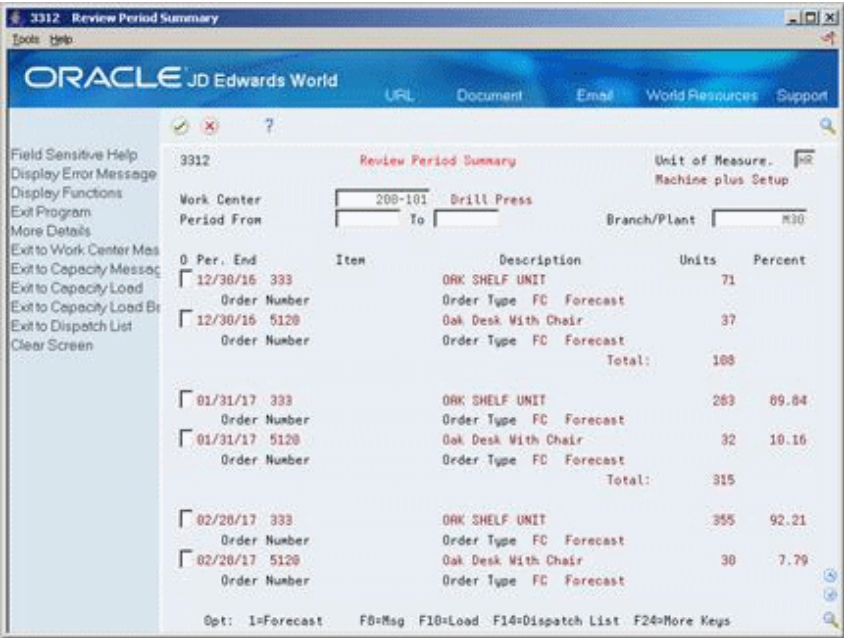 3312 Review Period Summary
Tools Help
ORACLE JD Edwards World
URL Document Email World Resources Support
?
Field Sensitive Help
Display Error Message
Display Functions
Exit Program
More Details
Exit to Work Center Mas
Exit to Capacity Messag
Exit to Capacity Load
Exit to Capacity Load Br
Exit to Dispatch List
Clear Screen
3312 Review Period Summary Unit of Measure. HR
Machine plus Setup
Work Center 200-101 Drill Press
Period From To Branch/Plant M30
O Per. End Item Description Units Percent
12/30/16 333 OAK SHELF UNIT 71
Order Number Order Type FC Forecast
12/30/16 5120 Oak Desk With Chair 37
Order Number Order Type FC Forecast
Total: 108
01/31/17 333 OAK SHELF UNIT 283 89.84
Order Number Order Type FC Forecast
01/31/17 5120 Oak Desk With Chair 32 10.16
Order Number Order Type FC Forecast
Total: 315
02/28/17 333 OAK SHELF UNIT 355 92.21
Order Number Order Type FC Forecast
02/28/17 5120 Oak Desk With Chair 30 7.79
Order Number Order Type FC Forecast
Opt: 1=Forecast F8=Msg F10=Load F14=Dispatch List F24=More Keys